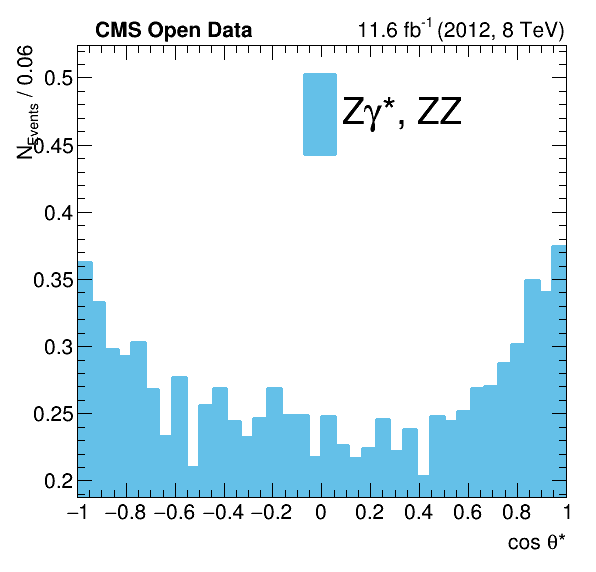 CMS Open Data
11.6 fb⁻¹ (2012, 8 TeV)
N_Events / 0.06
0.5
0.45
0.4
0.35
0.3
0.25
0.2
Zγ*, ZZ
−1 −0.8 −0.6 −0.4 −0.2 0 0.2 0.4 0.6 0.8 1
cos θ*